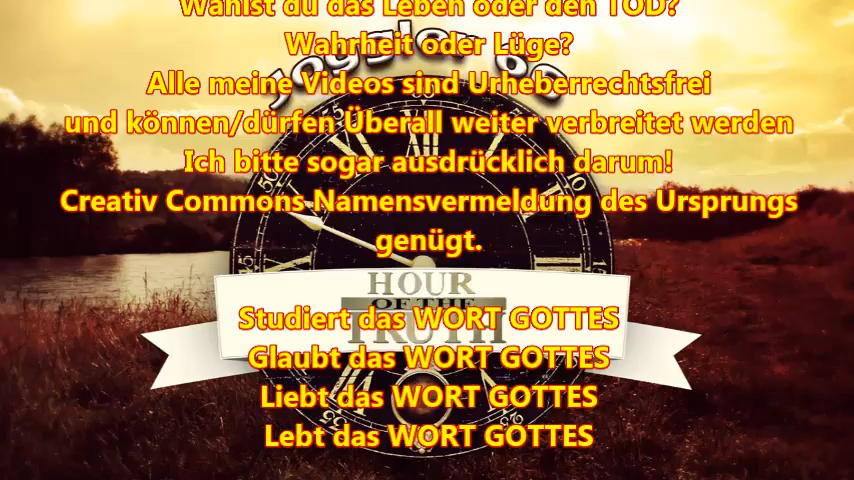 Wählst du das Leben oder den TOD?
Wahrheit oder Lüge?
Joggler 66
Alle meine Videos sind Urheberrechtsfrei
und können/dürfen Überall weiter verbreitet werden
Ich bitte sogar ausdrücklich darum!
Creativ Commons Namensvermeldung des Ursprungs
genügt.
HOUR
OF THE
TRUTH
Studiert das WORT GOTTES
Glaubt das WORT GOTTES
Liebt das WORT GOTTES
Lebt das WORT GOTTES